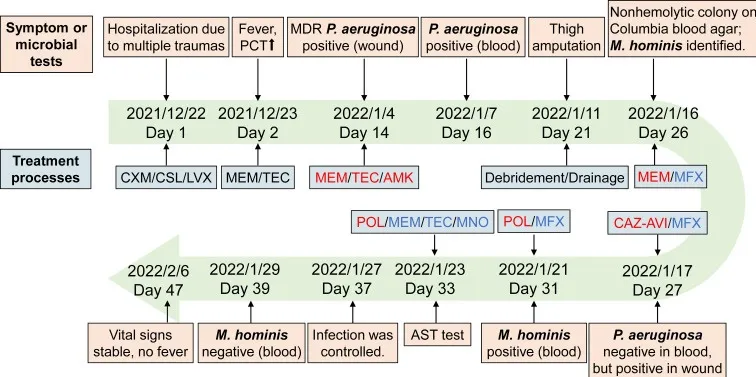 Symptom or
microbial
tests
Hospitalization due
to multiple traumas
Fever,
PCT⬆
MDR P. aeruginosa
positive (wound)
P. aeruginosa
positive (blood)
Thigh
amputation
Nonhemolytic colony on
Columbia blood agar;
M. hominis identified.
2021/12/22
Day 1
2021/12/23
Day 2
2022/1/4
Day 14
2022/1/7
Day 16
2022/1/11
Day 21
2022/1/16
Day 26
Treatment
processes
CXM/CSL/LVX
MEM/TEC
MEM/TEC/AMK
Debridement/Drainage
MEM/MFX
POL/MEM/TEC/MNO
POL/MFX
CAZ-AVI/MFX
2022/2/6
Day 47
2022/1/29
Day 39
2022/1/27
Day 37
2022/1/23
Day 33
2022/1/21
Day 31
2022/1/17
Day 27
Vital signs
stable, no fever
M. hominis
negative (blood)
Infection was
controlled.
AST test
M. hominis
positive (blood)
P. aeruginosa
negative in blood,
but positive in wound